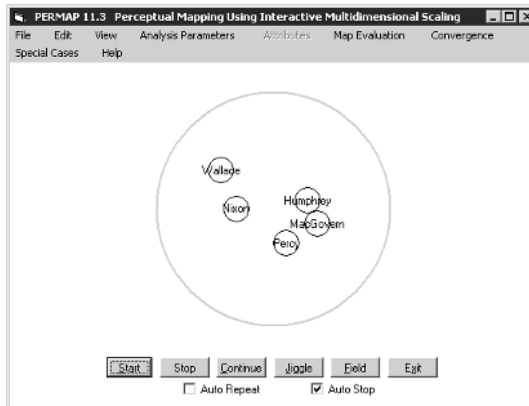 PERMAP 11.3 Perceptual Mapping Using Interactive Multidimensional Scaling
File Edit View Analysis Parameters Attributes Map Evaluation Convergence
Special Cases Help
Wallade
Humphrey
Nixon
MacGovern
Percy
Start Stop Continue Jiggle Field Exit
Auto Repeat Auto Stop